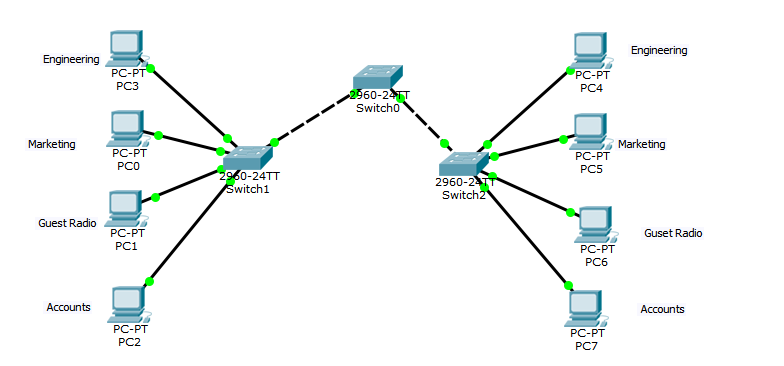 Engineering
PC-PT
PC3
Marketing
PC-PT
PC0
Guest Radio
PC-PT
PC1
Accounts
PC-PT
PC2
2960-24TT
Switch1
2960-24TT
Switch0
2960-24TT
Switch2
PC-PT
PC4
Engineering
PC-PT
PC5
Marketing
PC-PT
PC6
Guset Radio
PC-PT
PC7
Accounts